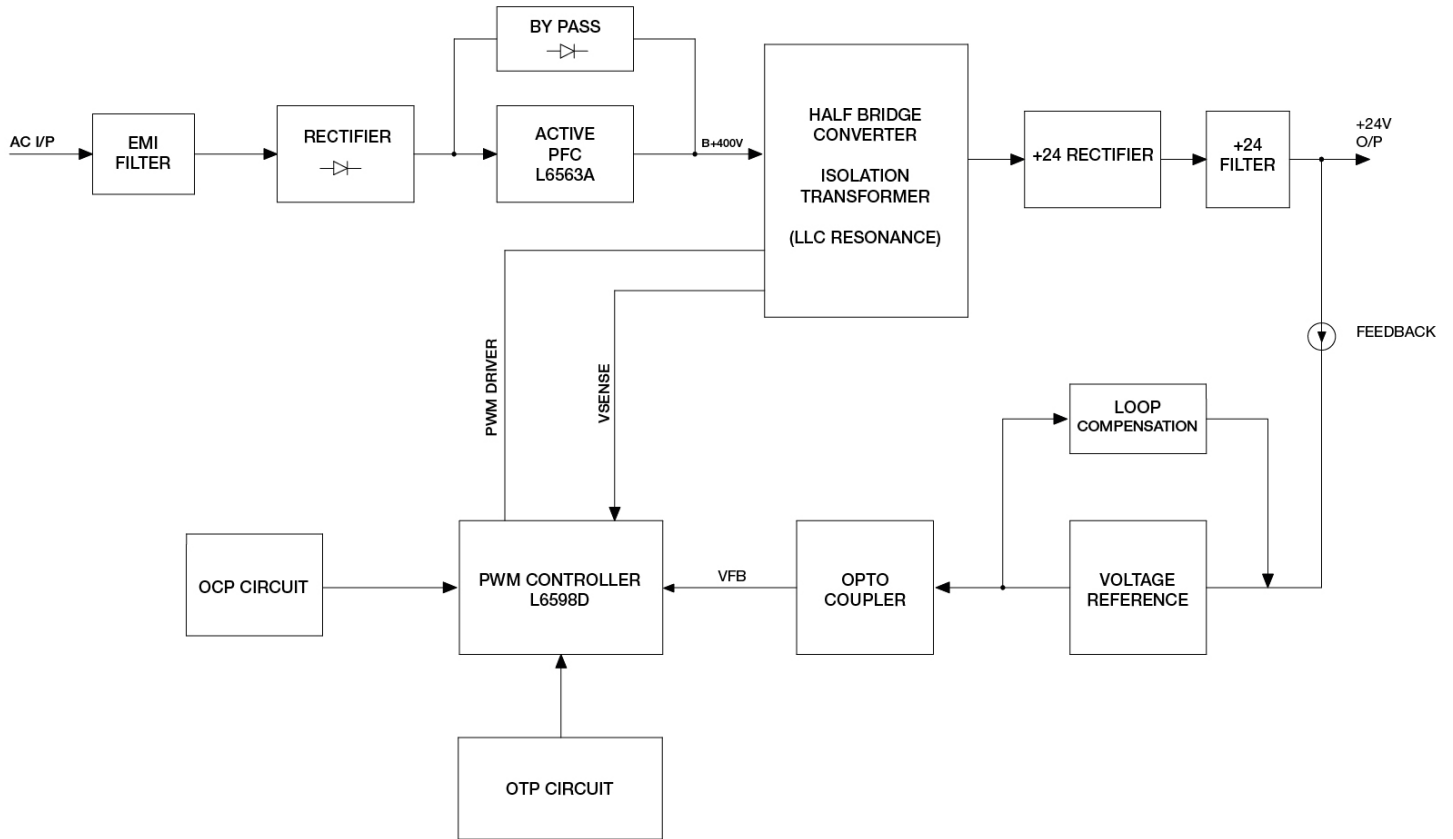 BY PASS
AC I/P
EMI
FILTER
RECTIFIER
ACTIVE
PFC
L6563A
B+400V
HALF BRIDGE
CONVERTER
ISOLATION
TRANSFORMER
(LLC RESONANCE)
+24 RECTIFIER
+24
FILTER
+24V
O/P
PWM DRIVER
VSENSE
FEEDBACK
LOOP
COMPENSATION
OCP CIRCUIT
PWM CONTROLLER
L6598D
VFB
OPTO
COUPLER
VOLTAGE
REFERENCE
OTP CIRCUIT